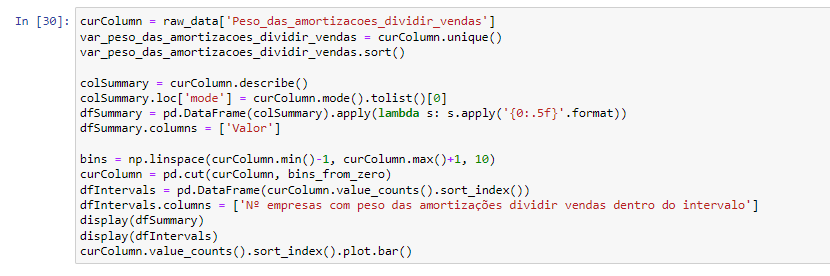 In [30]: curColumn = raw_data['Peso_das_amortizacoes_dividir_vendas']
var_peso_das_amortizacoes_dividir_vendas = curColumn.unique()
var_peso_das_amortizacoes_dividir_vendas.sort()
colSummary = curColumn.describe()
colSummary.loc['mode'] = curColumn.mode().tolist()[0]
dfSummary = pd.DataFrame(colSummary).apply(lambda s: s.apply('{0:.5f}'.format))
dfSummary.columns = ['Valor']
bins = np.linspace(curColumn.min()-1, curColumn.max()+1, 10)
curColumn = pd.cut(curColumn, bins_from_zero)
dfIntervals = pd.DataFrame(curColumn.value_counts().sort_index())
dfIntervals.columns = ['Nº empresas com peso das amortizações dividir vendas dentro do intervalo']
display(dfSummary)
display(dfIntervals)
curColumn.value_counts().sort_index().plot.bar()